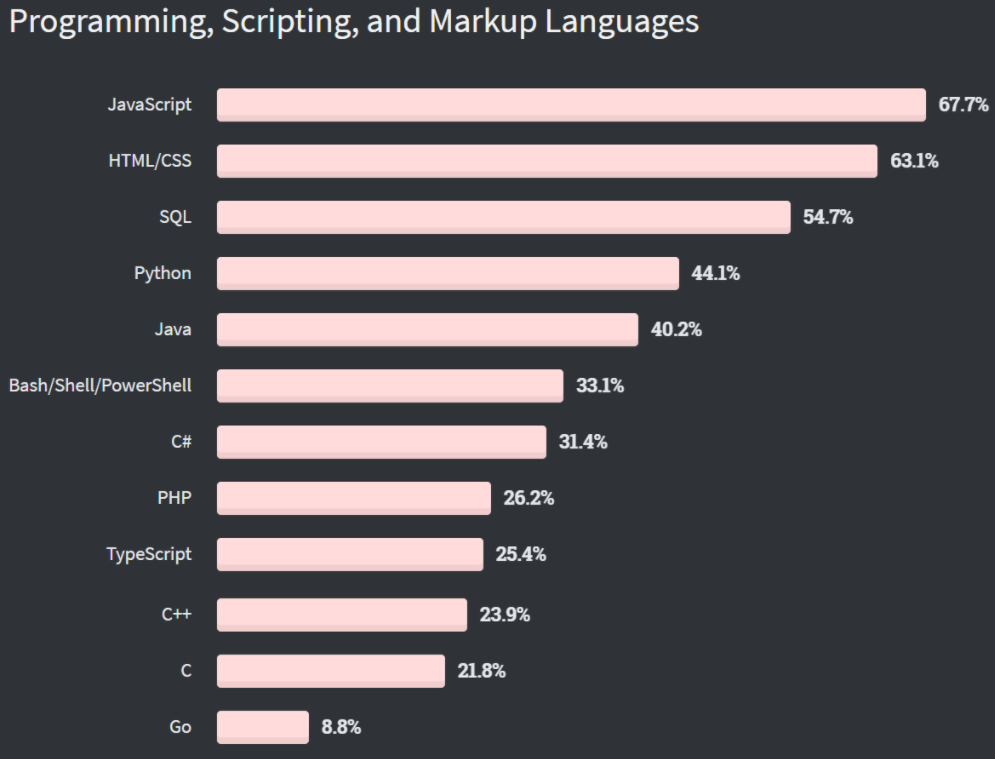 Programming, Scripting, and Markup Languages
JavaScript 67.7%
HTML/CSS 63.1%
SQL 54.7%
Python 44.1%
Java 40.2%
Bash/Shell/PowerShell 33.1%
C# 31.4%
PHP 26.2%
TypeScript 25.4%
C++ 23.9%
C 21.8%
Go 8.8%